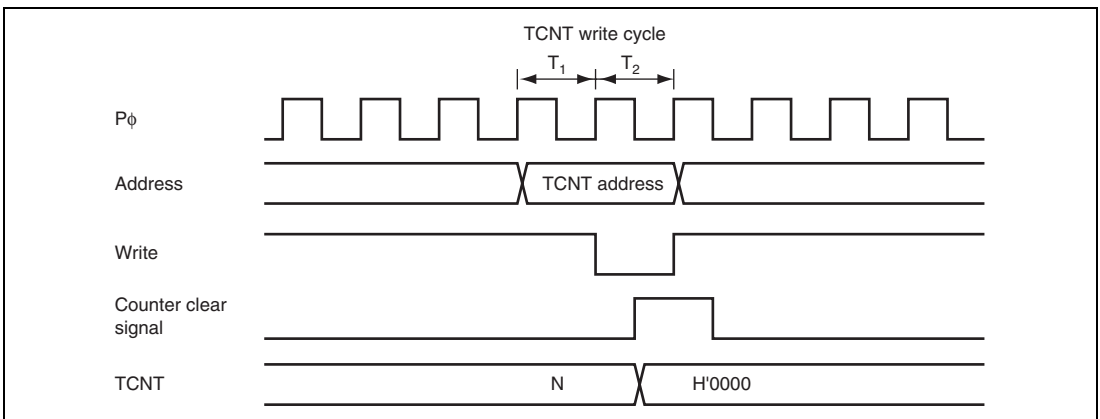 TCNT write cycle
T1 T2
Pϕ
Address
TCNT address
Write
Counter clear
signal
TCNT
N
H'0000